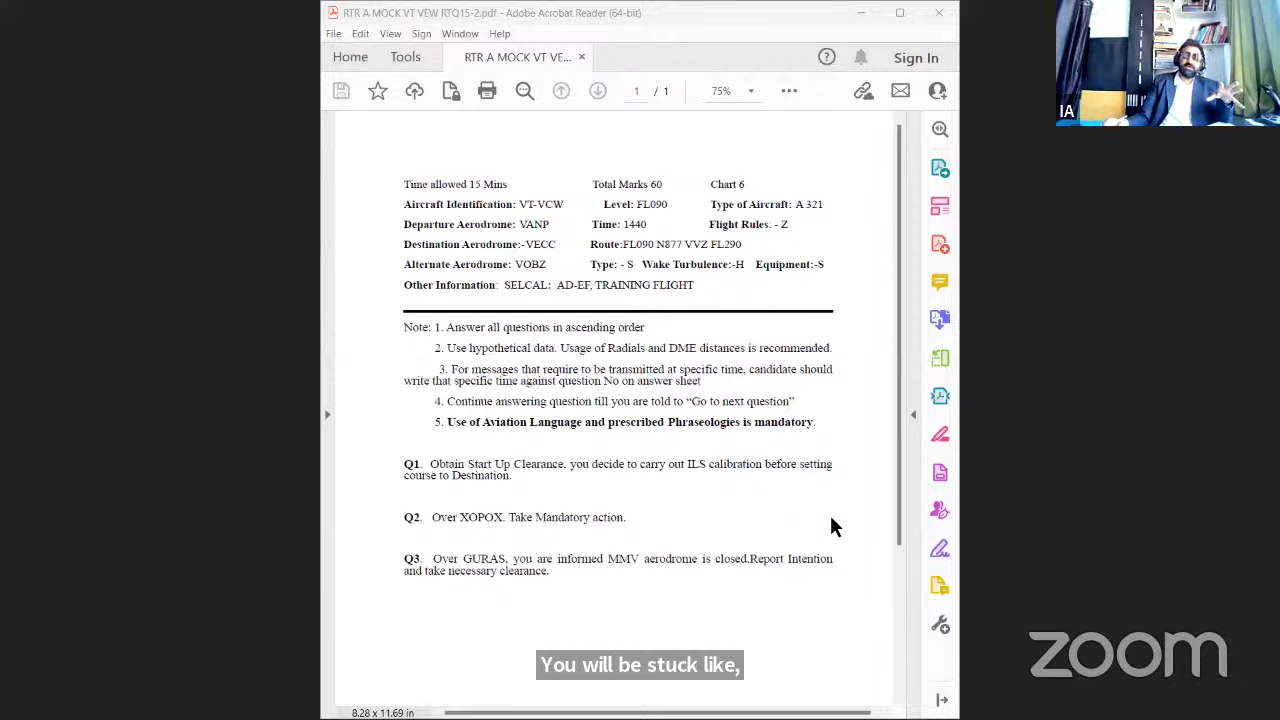 RTR A MOCK VT VEW RTQ15-2.pdf - Adobe Acrobat Reader (64-bit)
File Edit View Sign Window Help
Home Tools RTR A MOCK VT VE... × Sign In
1 / 1 75%
IA
Time allowed 15 Mins Total Marks 60 Chart 6
Aircraft Identification: VT-VCW Level: FL090 Type of Aircraft: A 321
Departure Aerodrome: VANP Time: 1440 Flight Rules: - Z
Destination Aerodrome:-VECC Route:FL090 N877 VVZ FL290
Alternate Aerodrome: VOBZ Type: - S Wake Turbulence:-H Equipment:-S
Other Information: SELCAL: AD-EF, TRAINING FLIGHT
Note: 1. Answer all questions in ascending order
2. Use hypothetical data. Usage of Radials and DME distances is recommended.
3. For messages that require to be transmitted at specific time, candidate should
write that specific time against question No on answer sheet
4. Continue answering question till you are told to “Go to next question”
5. Use of Aviation Language and prescribed Phraseologies is mandatory.
Q1. Obtain Start Up Clearance, you decide to carry out ILS calibration before setting
course to Destination.
Q2. Over XOPOX. Take Mandatory action.
Q3. Over GURAS, you are informed MMV aerodrome is closed.Report Intention
and take necessary clearance.
You will be stuck like,
zoom
8.28 x 11.69 in